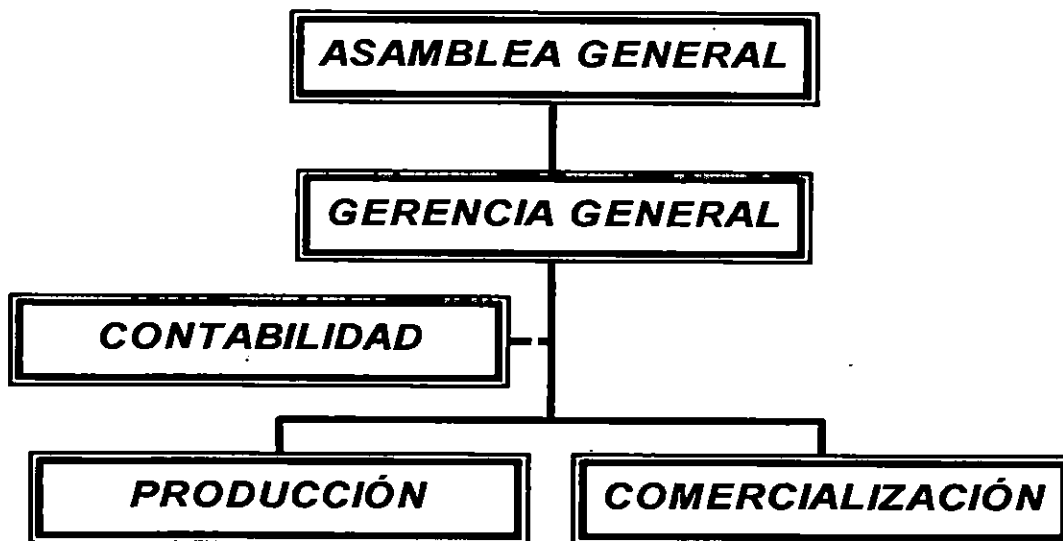 ASAMBLEA GENERAL
GERENCIA GENERAL
CONTABILIDAD
PRODUCCIÓN
COMERCIALIZACIÓN